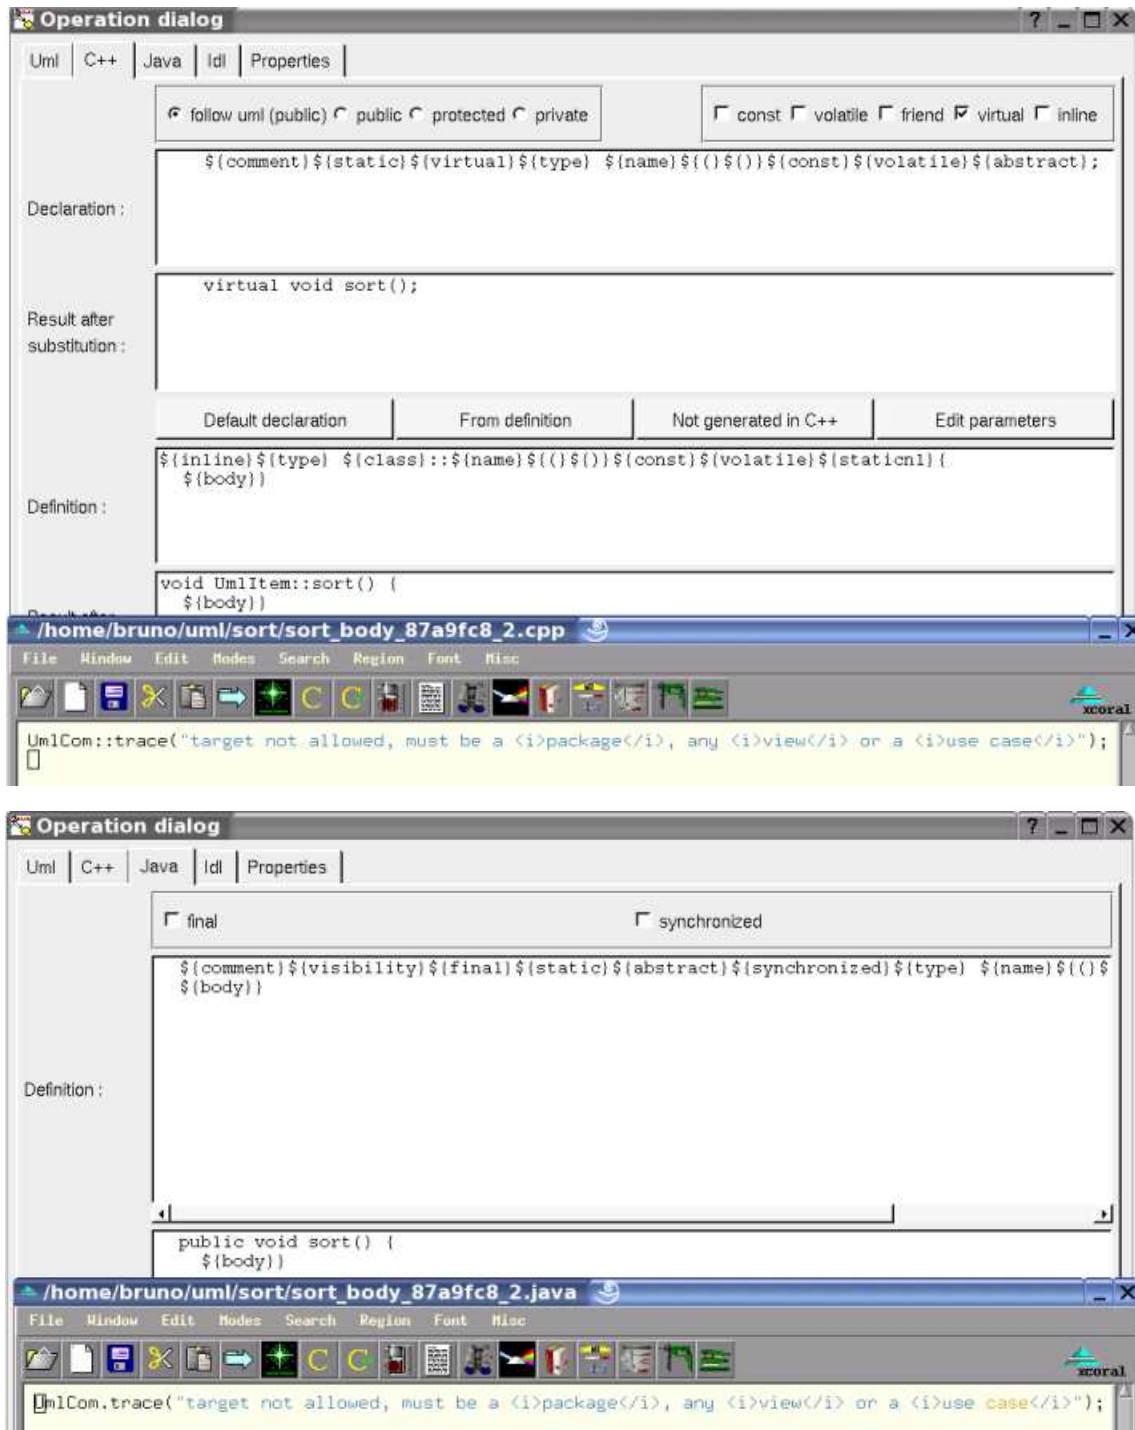 Operation dialog
Uml C++ Java Idl Properties
follow uml (public) public protected private const volatile friend virtual inline
Declaration :
${comment}${static}${virtual}${type} ${name}${(}${)}${const}${volatile}${abstract};
Result after
substitution :
virtual void sort();
Default declaration From definition Not generated in C++ Edit parameters
Definition :
${inline}${type} ${class}::${name}${(}${)}${const}${volatile}${staticnl}{
${body}}
void UmlItem::sort() {
${body}}
Result after
/home/bruno/uml/sort/sort_body_87a9fc8_2.cpp
File Window Edit Modes Search Region Font Misc
C C xcoral
UmlCom::trace("target not allowed, must be a <i>package</i>, any <i>view</i> or a <i>use case</i>");
Operation dialog
Uml C++ Java Idl Properties
final synchronized
Definition :
${comment}${visibility}${final}${static}${abstract}${synchronized}${type} ${name}${(}$
${body}}
public void sort() {
${body}}
/home/bruno/uml/sort/sort_body_87a9fc8_2.java
File Window Edit Modes Search Region Font Misc
C C xcoral
UmlCom.trace("target not allowed, must be a <i>package</i>, any <i>view</i> or a <i>use case</i>");